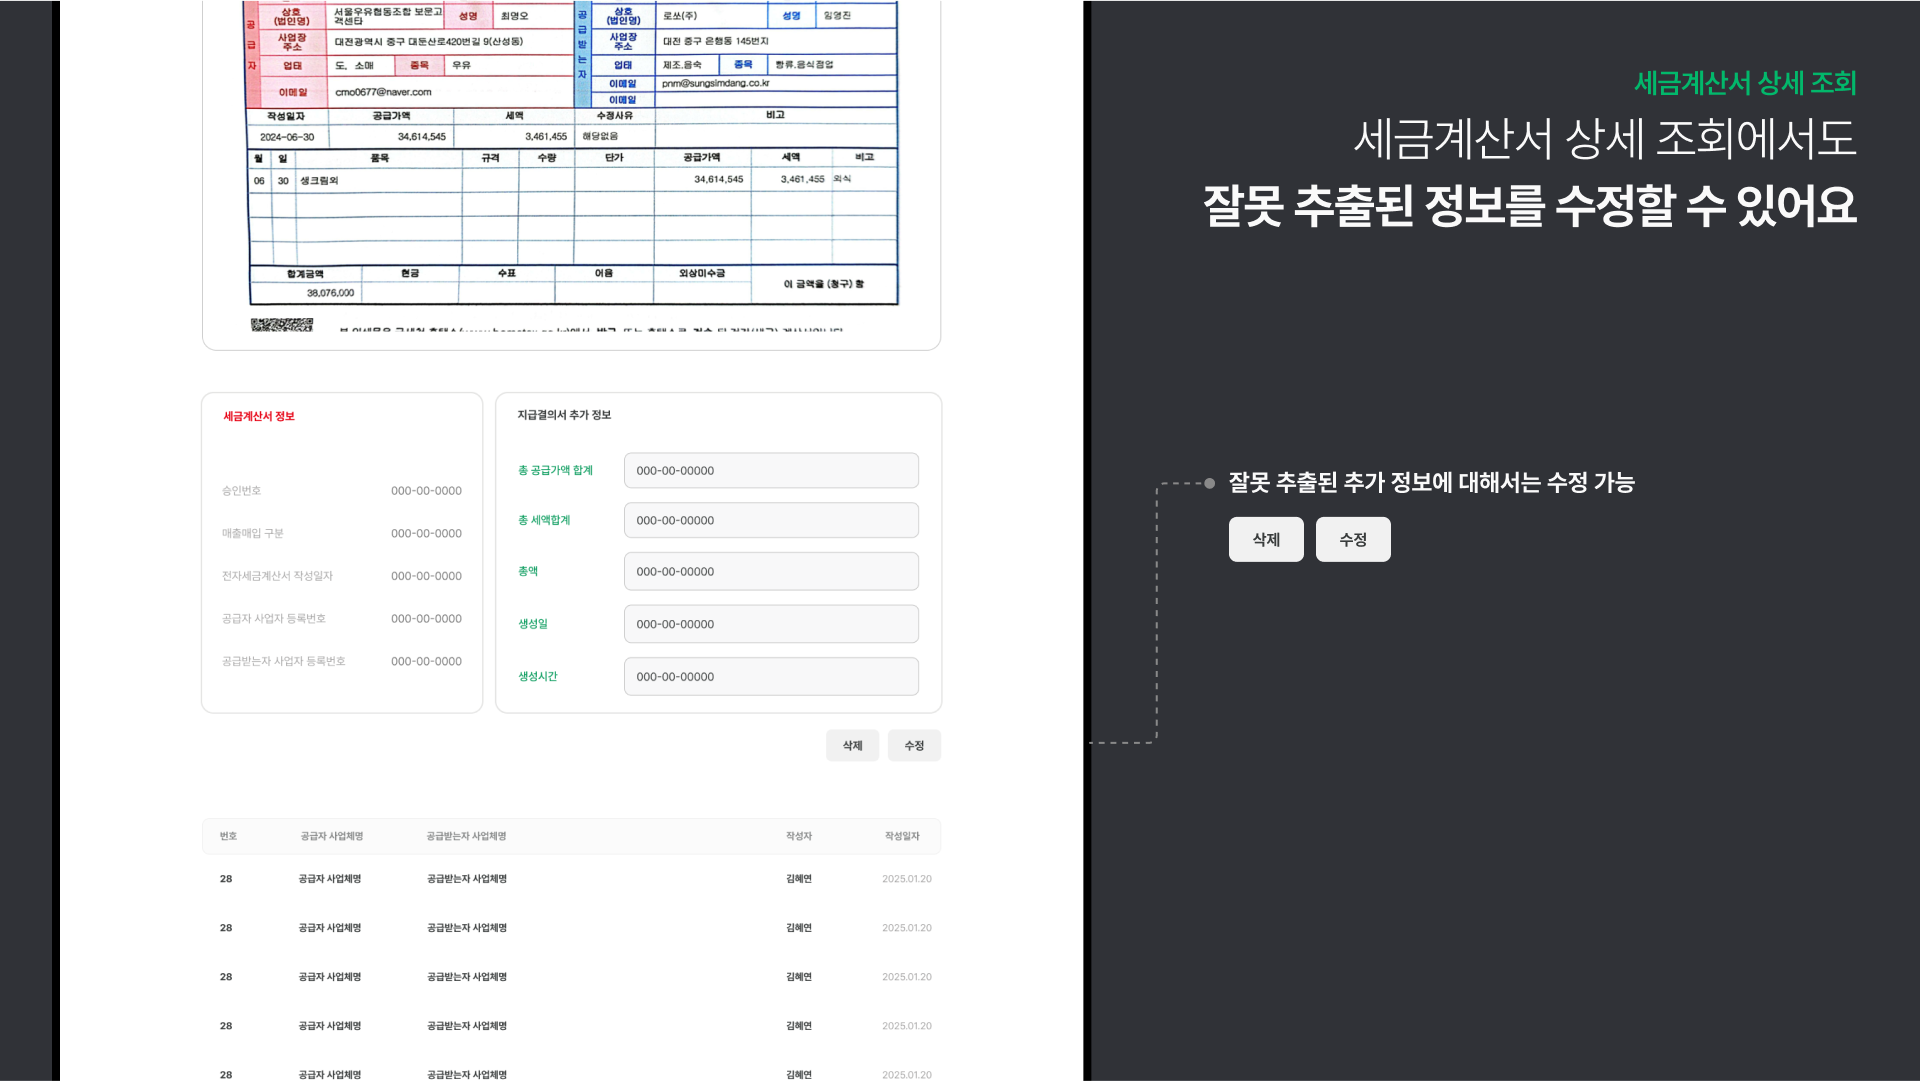 공급자
상호 (법인명) 서울우유협동조합 보문고객센타 성명 최명오
사업장 주소 대전광역시 중구 대둔산로420번길 9(산성동)
업태 도, 소매 종목 우유
이메일 cmo0677@naver.com
공급받는자
상호 (법인명) 로쏘(주) 성명 임영진
사업장 주소 대전 중구 은행동 145번지
업태 제조,음숙 종목
이메일 pnm@sungsimdang.co.kr
이메일
작성일자 공급가액 세액 수정사유 비고
2024-06-30 34,614,545 3,461,455 해당없음
월 일 품목 규격 수량 단가 공급가액 세액 비고
06 30 생크림외 34,614,545 3,461,455 외식
합계금액 현금 수표 어음 외상미수금 이 금액을 (청구) 함
38,076,000
세금계산서 정보
승인번호 000-00-0000
매출매입 구분 000-00-0000
전자세금계산서 작성일자 000-00-0000
공급자 사업자 등록번호 000-00-0000
공급받는자 사업자 등록번호 000-00-0000
지급결의서 추가 정보
총 공급가액 합계 000-00-00000
총 세액합계 000-00-00000
총액 000-00-00000
생성일 000-00-00000
생성시간 000-00-00000
삭제 수정
번호 공급자 사업체명 공급받는자 사업체명 작성자 작성일자
28 공급자 사업체명 공급받는자 사업체명 김혜연 2025.01.20
28 공급자 사업체명 공급받는자 사업체명 김혜연 2025.01.20
28 공급자 사업체명 공급받는자 사업체명 김혜연 2025.01.20
28 공급자 사업체명 공급받는자 사업체명 김혜연 2025.01.20
28 공급자 사업체명 공급받는자 사업체명 김혜연 2025.01.20
세금계산서 상세 조회
세금계산서 상세 조회에서도
잘못 추출된 정보를 수정할 수 있어요
잘못 추출된 추가 정보에 대해서는 수정 가능
삭제 수정